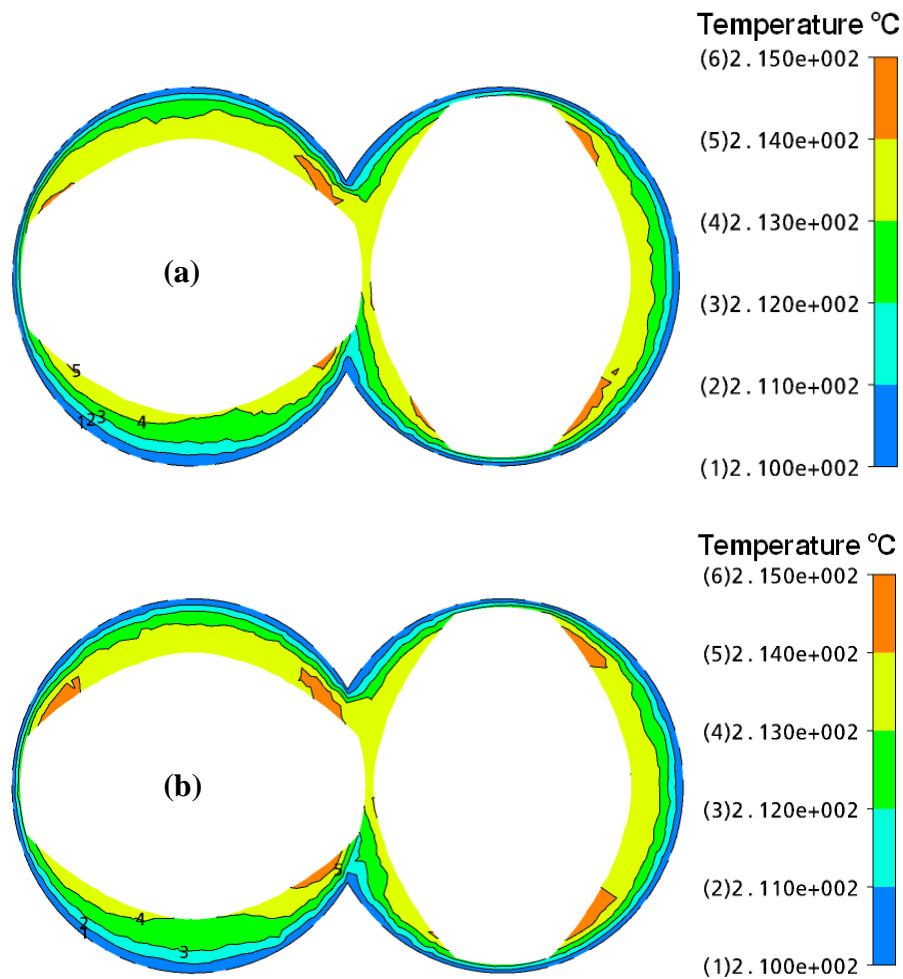 Temperature °C
(6)2.150e+002
(5)2.140e+002
(4)2.130e+002
(3)2.120e+002
(2)2.110e+002
(1)2.100e+002
(a)
5
123
4
Temperature °C
(6)2.150e+002
(5)2.140e+002
(4)2.130e+002
(3)2.120e+002
(2)2.110e+002
(1)2.100e+002
(b)
5
4
2
1
3